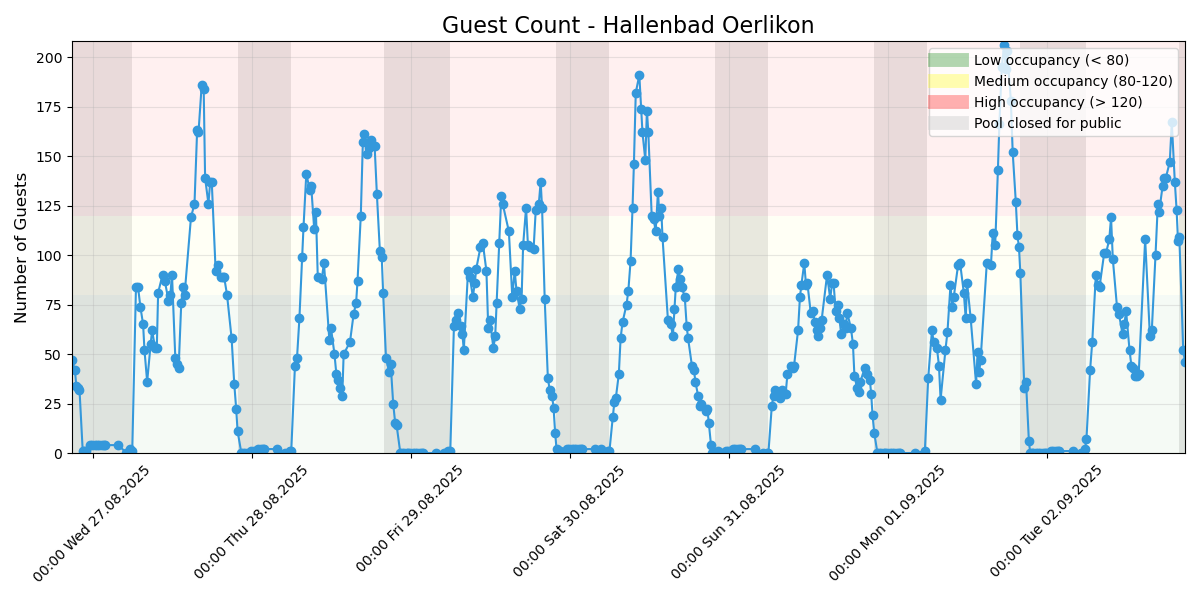 Guest Count - Hallenbad Oerlikon
Number of Guests
200
175
150
125
100
75
50
25
0
Low occupancy (< 80)
Medium occupancy (80-120)
High occupancy (> 120)
Pool closed for public
00:00 Wed 27.08.2025
00:00 Thu 28.08.2025
00:00 Fri 29.08.2025
00:00 Sat 30.08.2025
00:00 Sun 31.08.2025
00:00 Mon 01.09.2025
00:00 Tue 02.09.2025